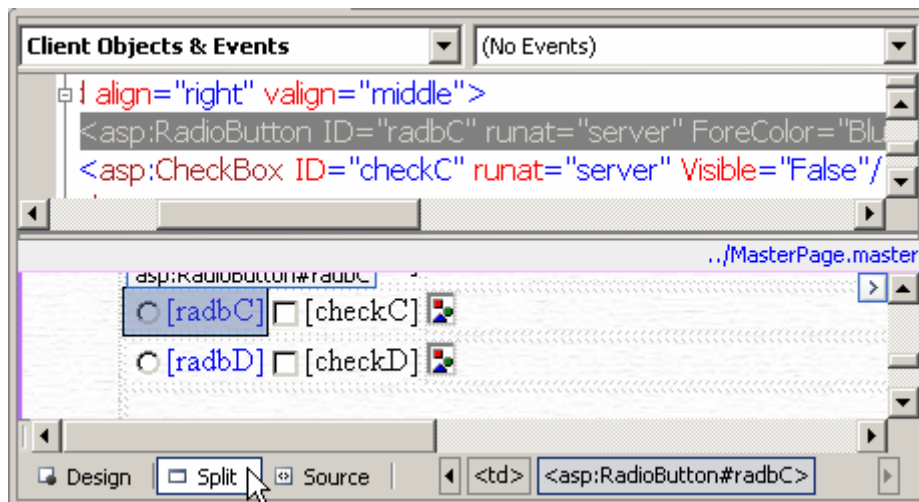 Client Objects & Events (No Events)
align="right" valign="middle">
<asp:RadioButton ID="radbC" runat="server" ForeColor="Blu
<asp:CheckBox ID="checkC" runat="server" Visible="False"/
../MasterPage.master
asp:RadioButton#radbC
[radbC] [checkC]
[radbD] [checkD]
Design Split Source <td> <asp:RadioButton#radbC>